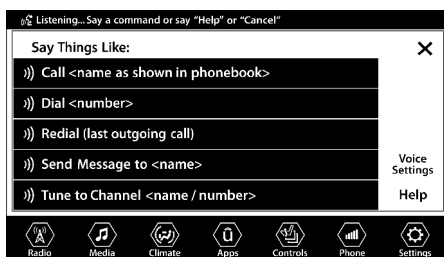 Listening... Say a command or say "Help" or "Cancel"
Say Things Like:
Call <name as shown in phonebook>
Dial <number>
Redial (last outgoing call)
Send Message to <name>
Tune to Channel <name / number>
Voice
Settings
Help
Radio Media Climate Apps Controls Phone Settings